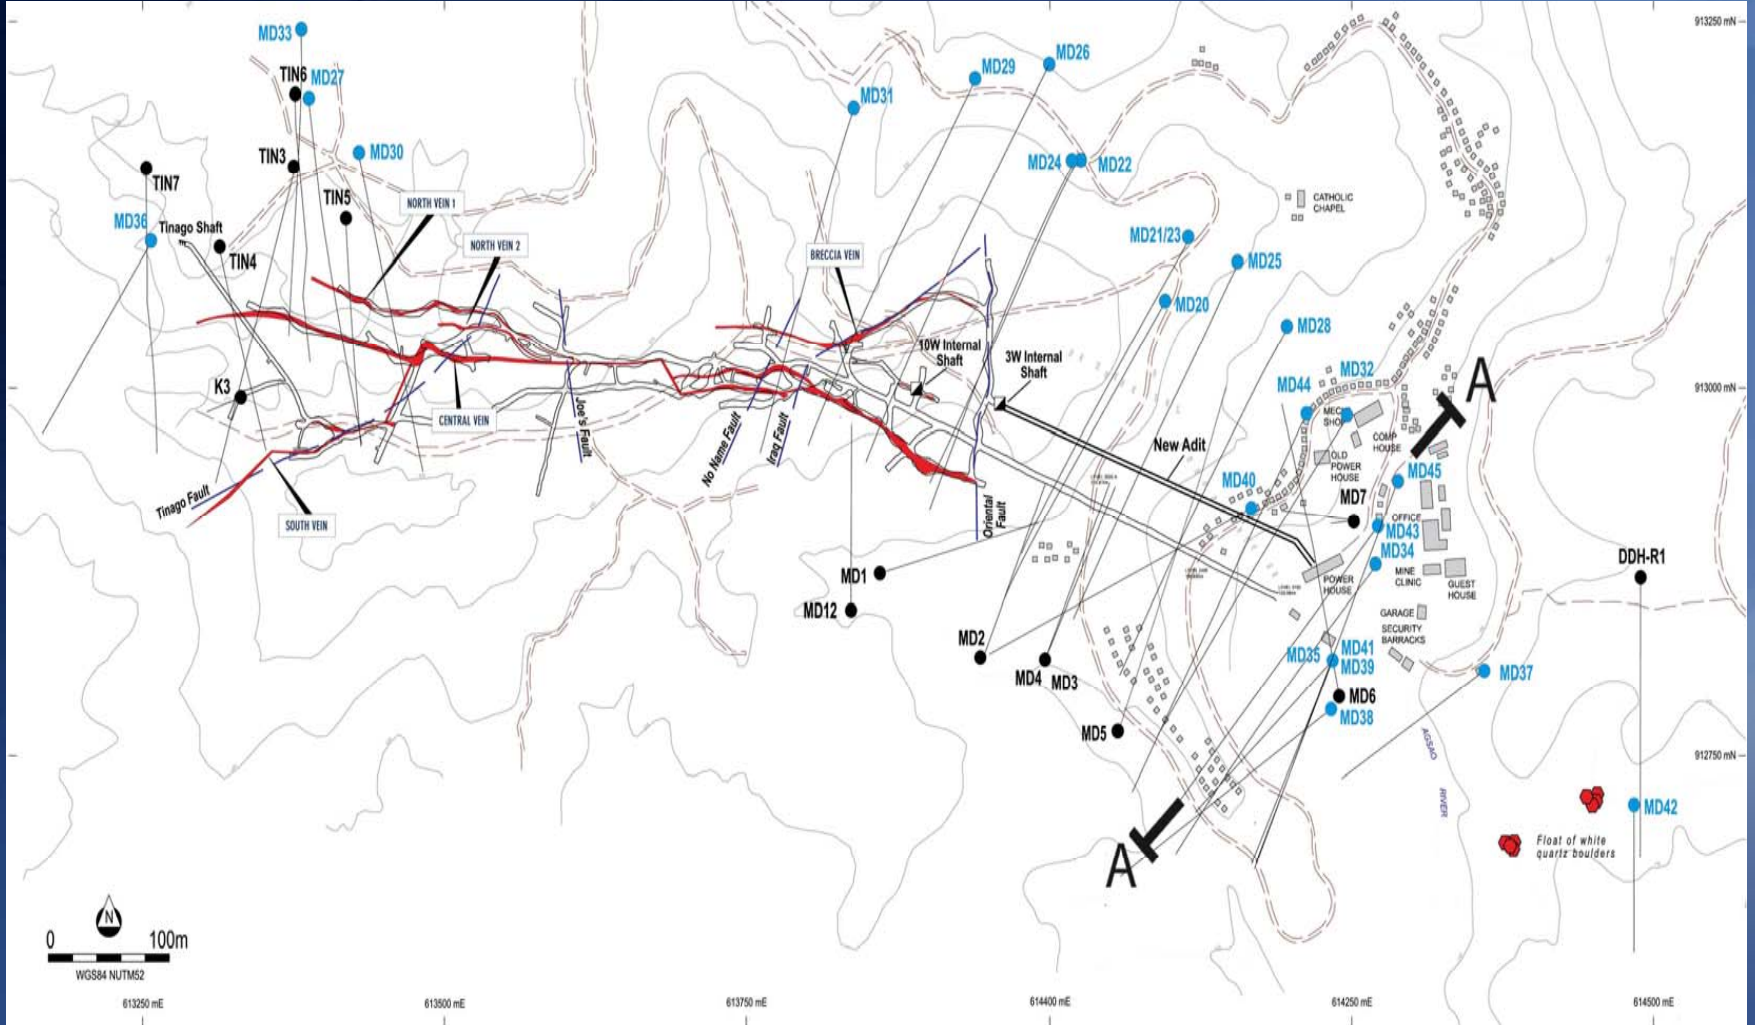 913250 mN
MD33
MD26
MD29
TIN6
MD27
MD31
TIN3
MD30
MD24
MD22
TIN7
TIN5
NORTH VEIN 1
CATHOLIC
CHAPEL
MD36
Tinago Shaft
MD21/23
NORTH VEIN 2
BRECCIA VEIN
TIN4
MD25
MD20
MD28
10W Internal
Shaft
3W Internal
Shaft
MD32
MD44
A
K3
913000 mN
MECH
SHOP
CENTRAL VEIN
Joe's Fault
No Name Fault
Iraq Fault
COMP
HOUSE
New Adit
OLD
POWER
HOUSE
MD45
MD40
MD7
Tinago Fault
SOUTH VEIN
Oriental
Fault
OFFICE
MD43
MD34
DDH-R1
MD1
POWER
HOUSE
MINE
CLINIC
GUEST
HOUSE
MD12
GARAGE
SECURITY
BARRACKS
MD2
MD35
MD41
MD39
MD4
MD3
MD37
MD6
MD38
MD5
AGSAO
RIVER
912750 mN
MD42
Float of white
quartz boulders
A
N
0
100m
WGS84 NUTM52
613250 mE
613500 mE
613750 mE
614400 mE
614250 mE
614500 mE